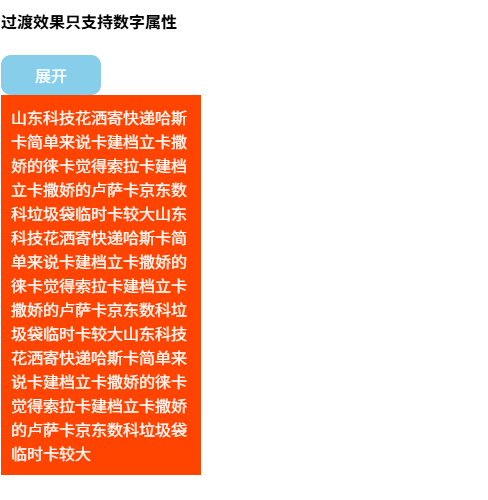 过渡效果只支持数字属性
展开
山东科技花洒寄快递哈斯
卡简单来说卡建档立卡撒
娇的徕卡觉得索拉卡建档
立卡撒娇的卢萨卡京东数
科垃圾袋临时卡较大山东
科技花洒寄快递哈斯卡简
单来说卡建档立卡撒娇的
徕卡觉得索拉卡建档立卡
撒娇的卢萨卡京东数科垃
圾袋临时卡较大山东科技
花洒寄快递哈斯卡简单来
说卡建档立卡撒娇的徕卡
觉得索拉卡建档立卡撒娇
的卢萨卡京东数科垃圾袋
临时卡较大